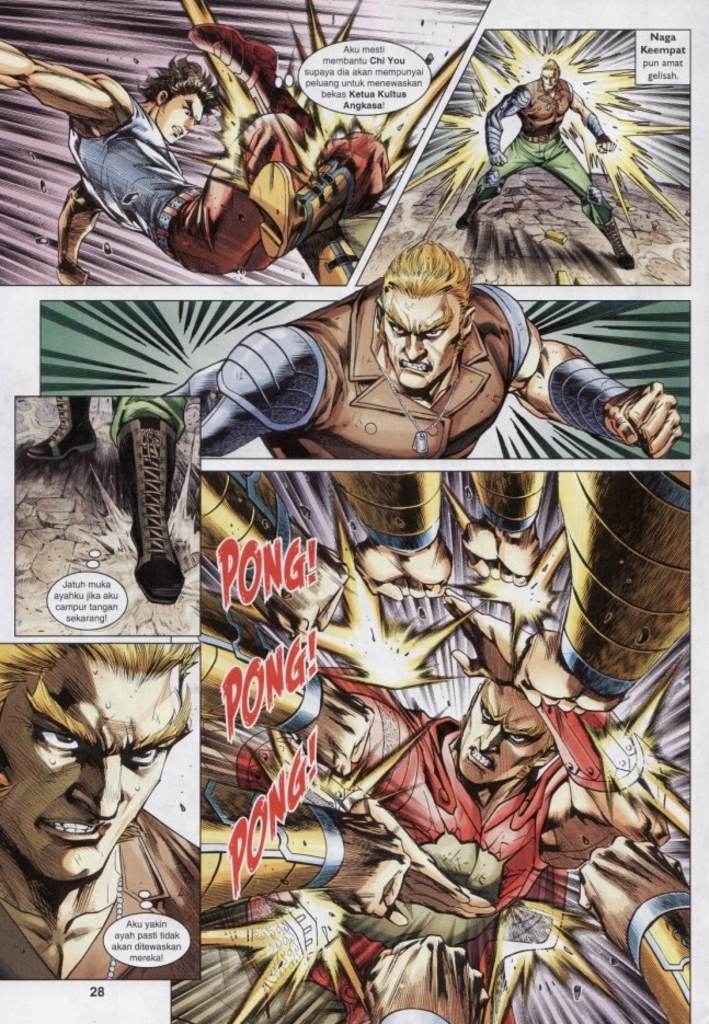 Aku mesti
membantu Chi You
supaya dia akan mempunyai
peluang untuk menewaskan
bekas Ketua Kultus
Angkasa!
Naga
Keempat
pun amat
gelisah.
Jatuh muka
ayahku jika aku
campur tangan
sekarang!
Aku yakin
ayah pasti tidak
akan ditewaskan
mereka!
PONG!
PONG!
PONG!
28